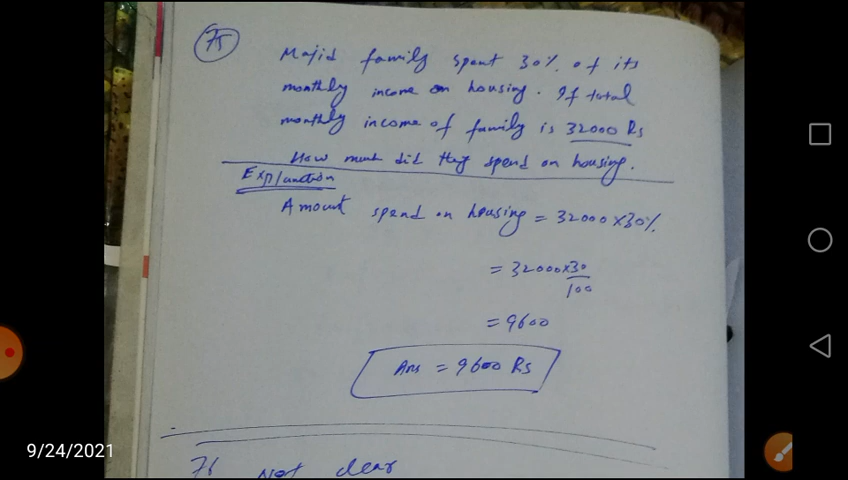 75
Majid family spent 30% of its
monthly income on housing. If total
monthly income of family is 32000 Rs
How much did they spend on housing.
Explanation
Amount spend on housing = 32000 x 30%
= 32000x30
100
= 9600
Ans = 9600 Rs
76 Not clear
9/24/2021